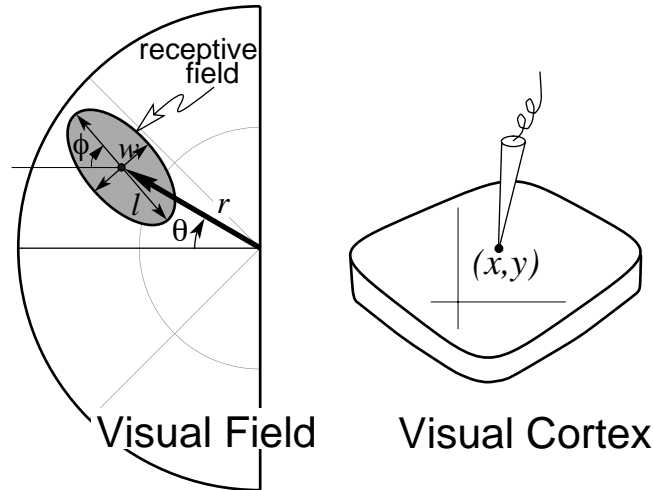 receptive
field
ϕ
w
l
r
θ
(x,y)
Visual Field
Visual Cortex